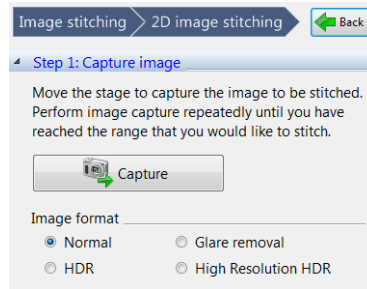 Image stitching 2D image stitching Back
Step 1: Capture image
Move the stage to capture the image to be stitched.
Perform image capture repeatedly until you have
reached the range that you would like to stitch.
Capture
Image format
Normal Glare removal
HDR High Resolution HDR